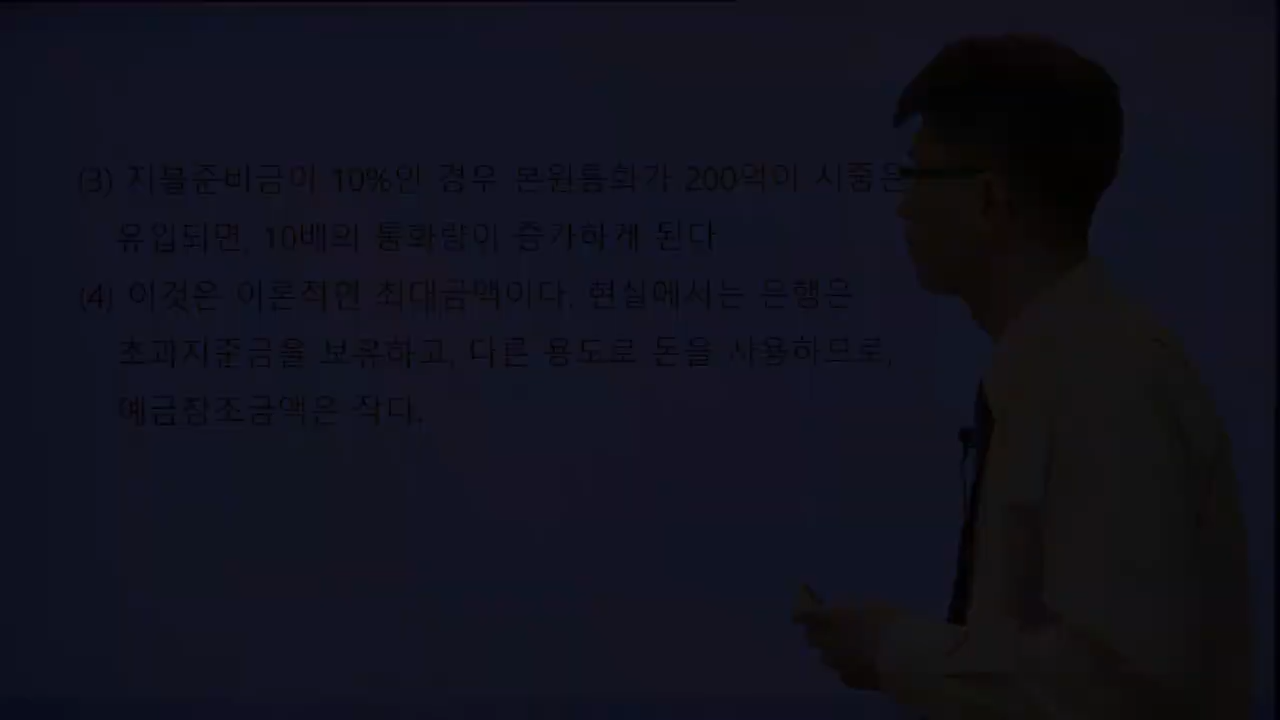 (3) 지불준비금이 10%인 경우 본원통화가 200억이 시중은
유입되면, 10배의 통화량이 증가하게 된다
(4) 이것은 이론적인 최대금액이다. 현실에서는 은행은
초과지준금을 보유하고, 다른 용도로 돈을 사용하므로,
예금창조금액은 작다.